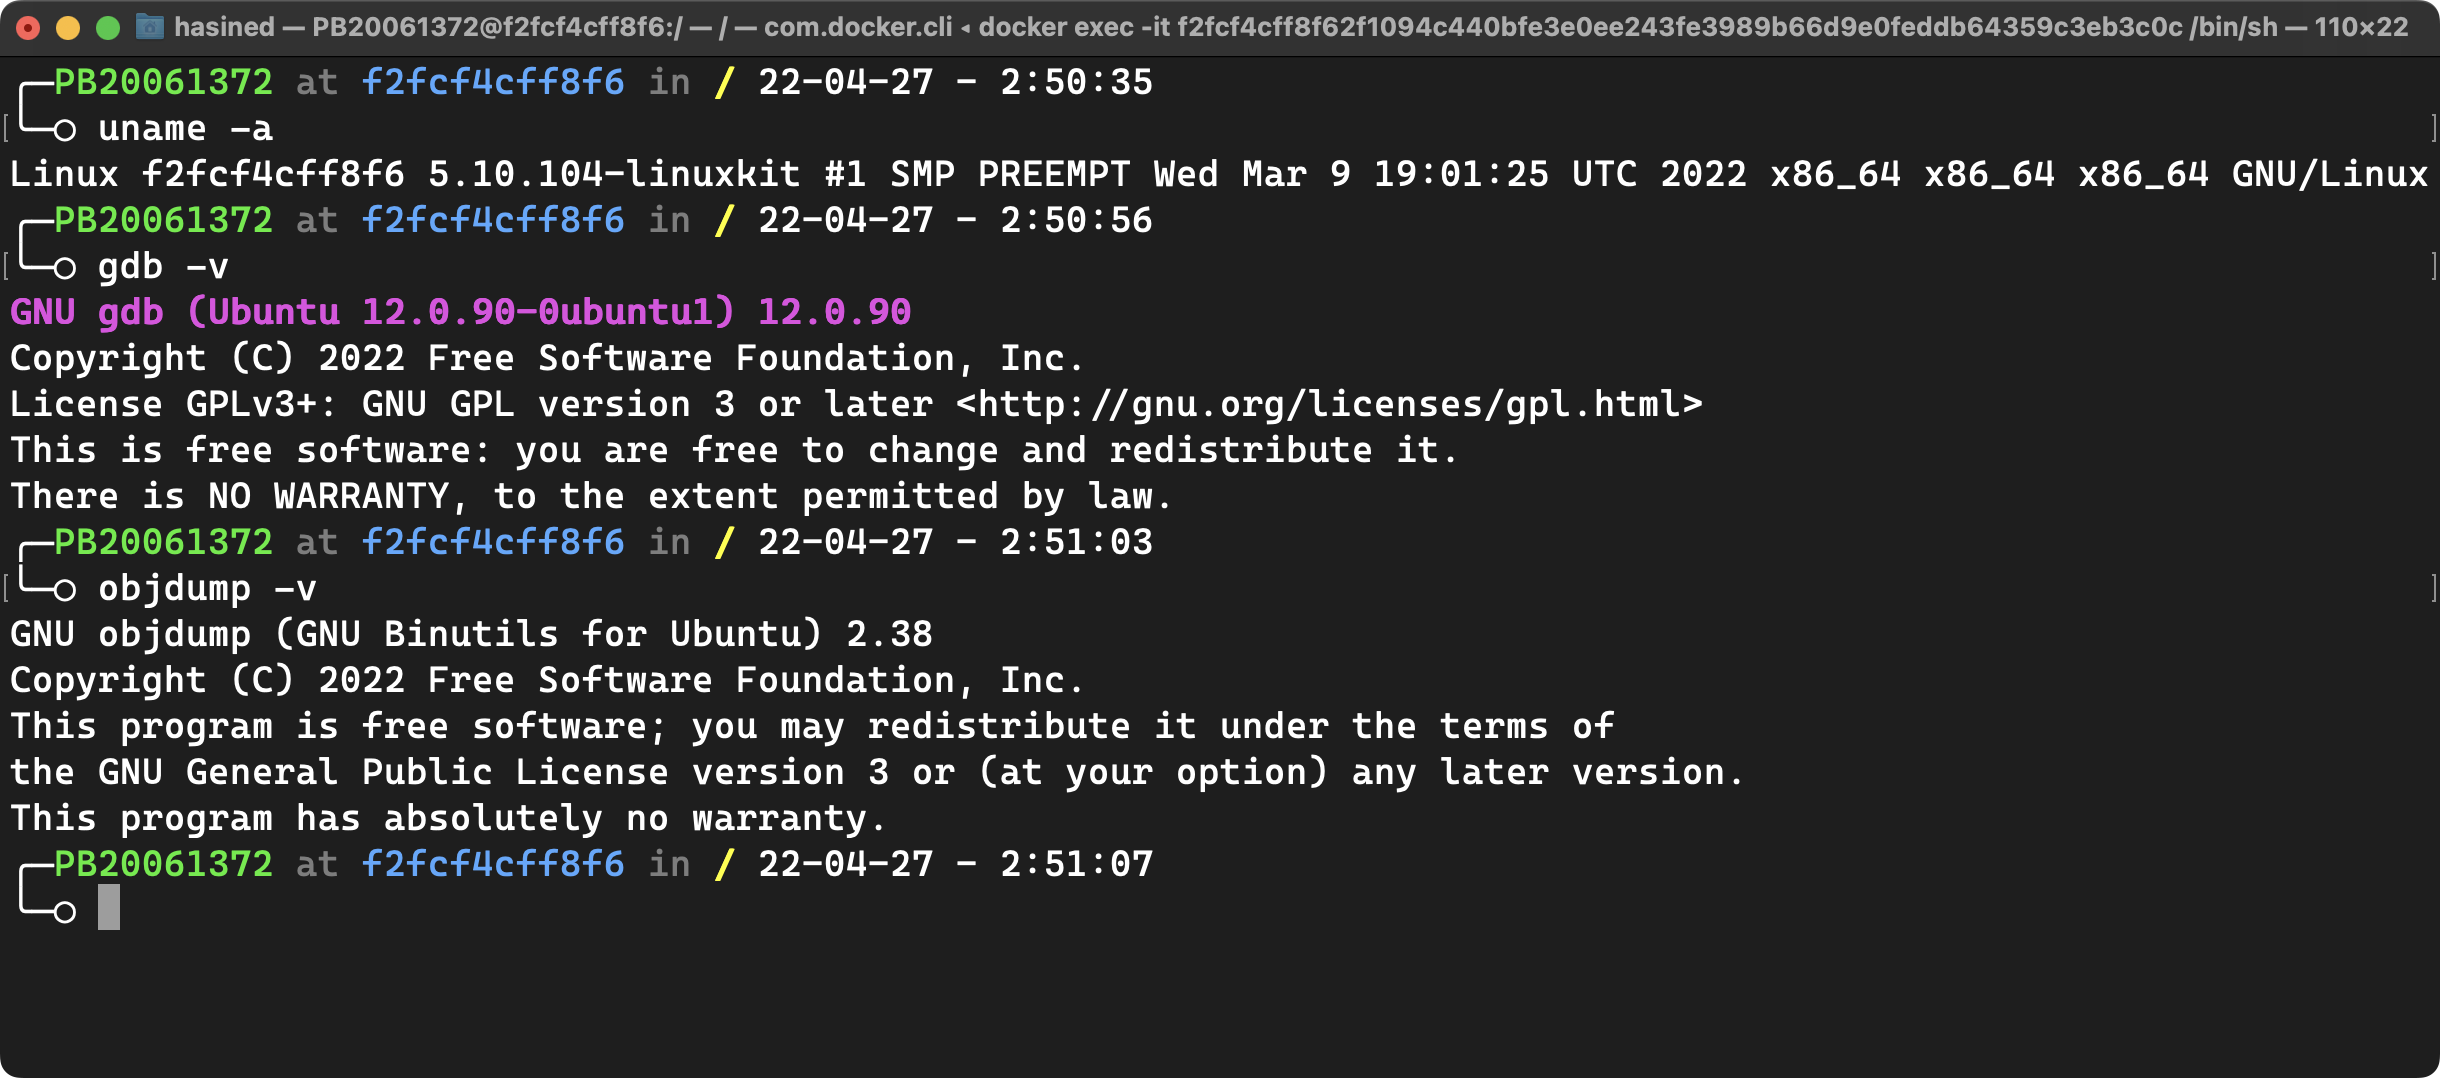 hasined — PB20061372@f2fcf4cff8f6:/ — / — com.docker.cli ◂ docker exec -it f2fcf4cff8f62f1094c440bfe3e0ee243fe3989b66d9e0feddb64359c3eb3c0c /bin/sh — 110×22
╭─PB20061372 at f2fcf4cff8f6 in / 22-04-27 - 2:50:35
╰─○ uname -a
Linux f2fcf4cff8f6 5.10.104-linuxkit #1 SMP PREEMPT Wed Mar 9 19:01:25 UTC 2022 x86_64 x86_64 x86_64 GNU/Linux
╭─PB20061372 at f2fcf4cff8f6 in / 22-04-27 - 2:50:56
╰─○ gdb -v
GNU gdb (Ubuntu 12.0.90-0ubuntu1) 12.0.90
Copyright (C) 2022 Free Software Foundation, Inc.
License GPLv3+: GNU GPL version 3 or later <http://gnu.org/licenses/gpl.html>
This is free software: you are free to change and redistribute it.
There is NO WARRANTY, to the extent permitted by law.
╭─PB20061372 at f2fcf4cff8f6 in / 22-04-27 - 2:51:03
╰─○ objdump -v
GNU objdump (GNU Binutils for Ubuntu) 2.38
Copyright (C) 2022 Free Software Foundation, Inc.
This program is free software; you may redistribute it under the terms of
the GNU General Public License version 3 or (at your option) any later version.
This program has absolutely no warranty.
╭─PB20061372 at f2fcf4cff8f6 in / 22-04-27 - 2:51:07
╰─○